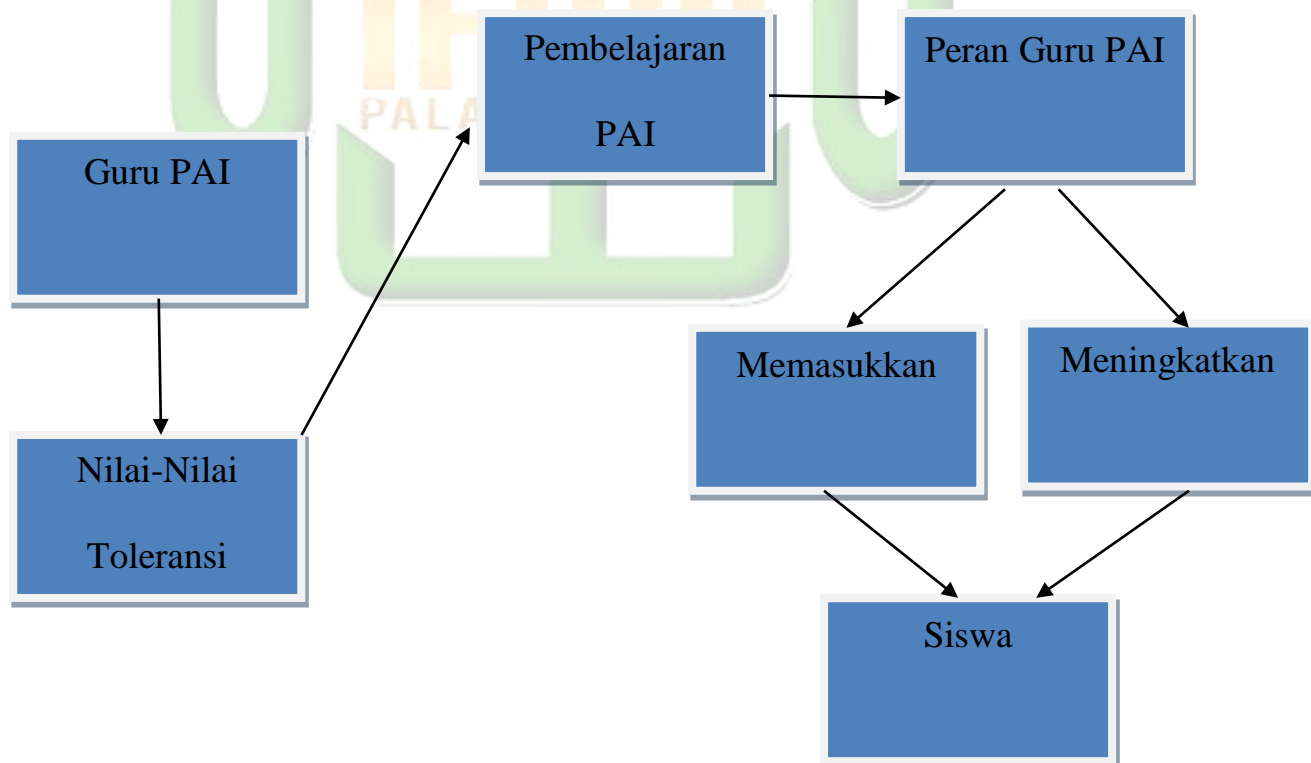 Guru PAI
Nilai-Nilai
Toleransi
Pembelajaran
PAI
Peran Guru PAI
Memasukkan
Meningkatkan
Siswa